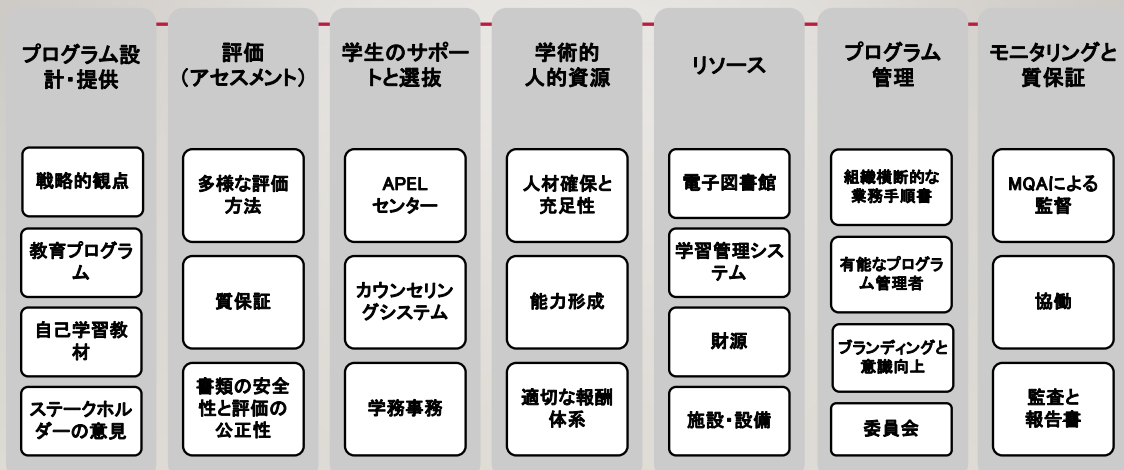 プログラム設
計・提供
戦略的観点
教育プログラ
ム
自己学習教
材
ステークホル
ダーの意見
評価
（アセスメント）
多様な評価
方法
質保証
書類の安全
性と評価の
公正性
学生のサポー
トと選抜
APEL
センター
カウンセリン
グシステム
学務事務
学術的
人的資源
人材確保と
充足性
能力形成
適切な報酬
体系
リソース
電子図書館
学習管理シス
テム
財源
施設・設備
プログラム
管理
組織横断的な
業務手順書
有能なプログラ
ム管理者
ブランディングと
意識向上
委員会
モニタリングと
質保証
MQAによる
監督
協働
監査と
報告書